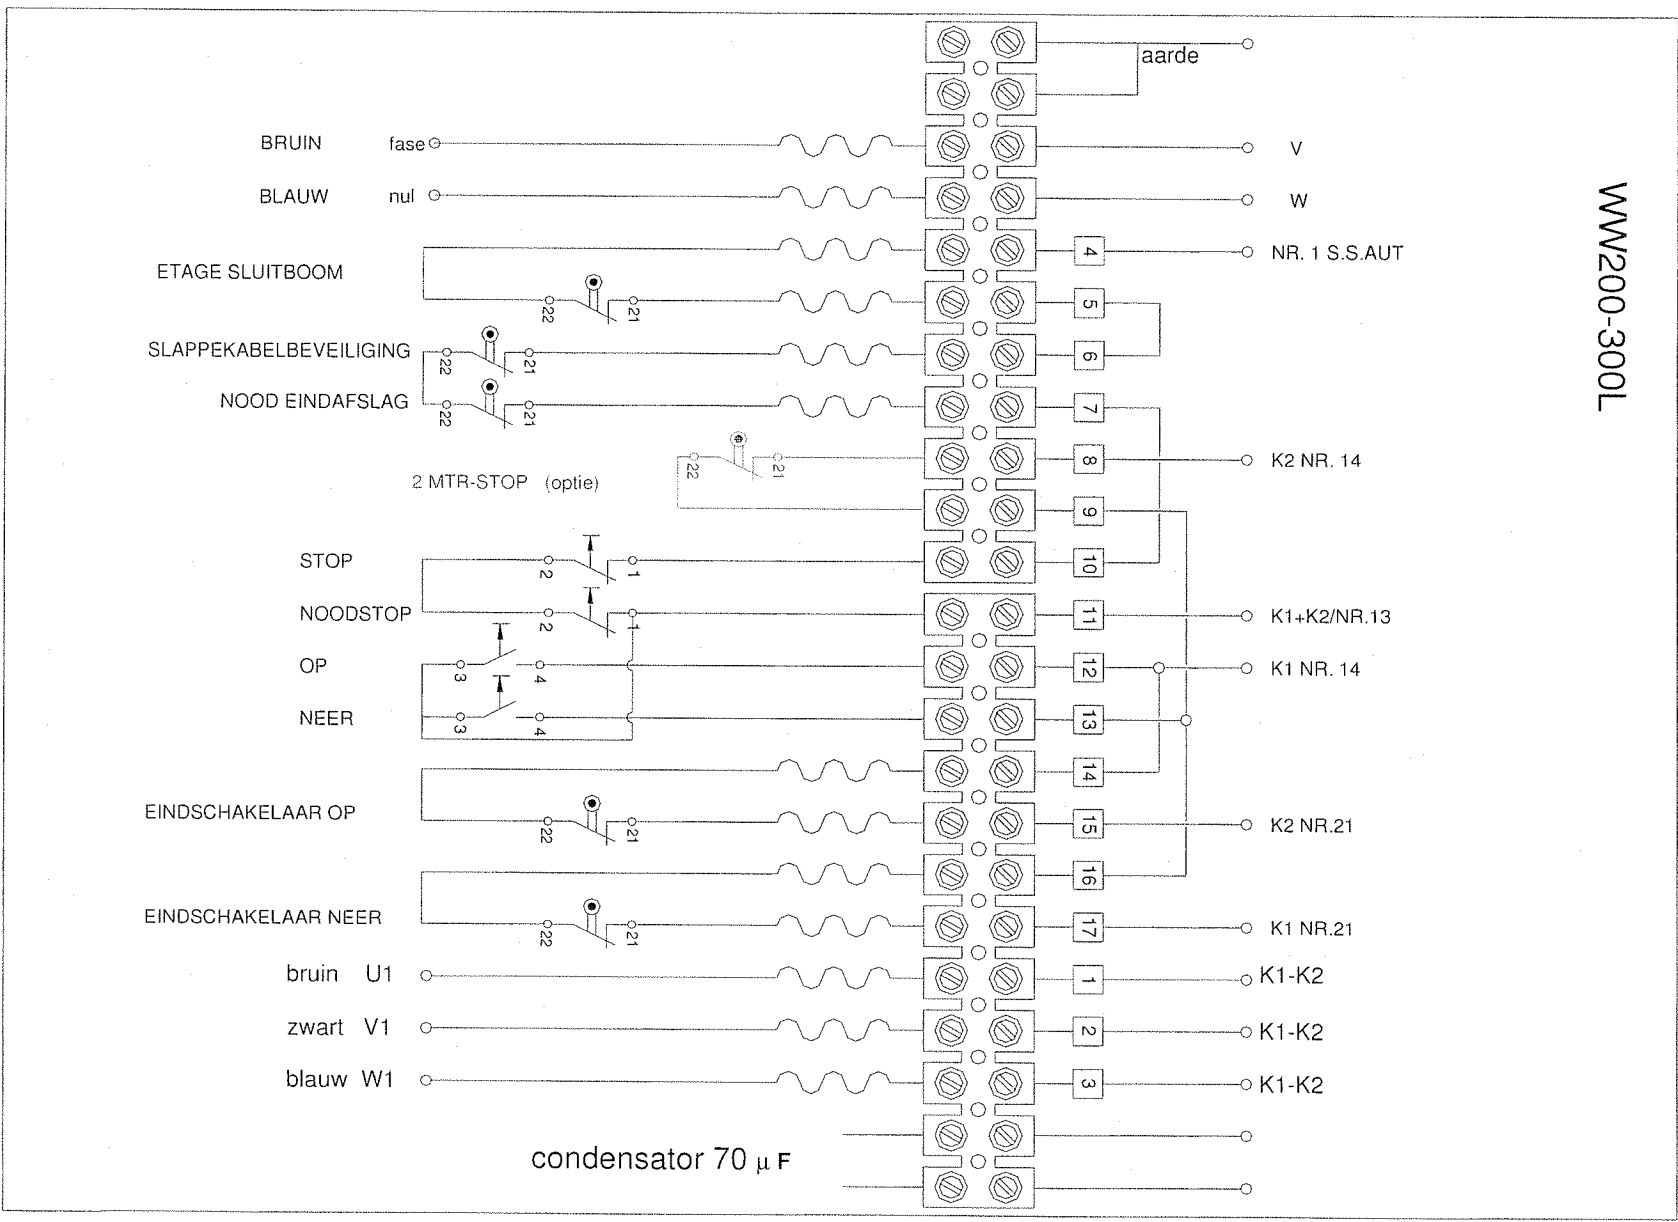 aarde
BRUIN fase V
BLAUW nul W
4 NR. 1 S.S.AUT
ETAGE SLUITBOOM
22 21 5
SLAPPEKABELBEVEILIGING 22 21 6
NOOD EINDAFSLAG 22 21 7
22 21 8 K2 NR. 14
2 MTR-STOP (optie)
9
STOP 2 1 10
NOODSTOP 2 1 11 K1+K2/NR.13
OP 3 4 12 K1 NR. 14
NEER 3 4 13
14
EINDSCHAKELAAR OP
22 21 15 K2 NR.21
16
EINDSCHAKELAAR NEER
22 21 17 K1 NR.21
bruin U1 1 K1-K2
zwart V1 2 K1-K2
blauw W1 3 K1-K2
condensator 70 μ F
WW200-300L